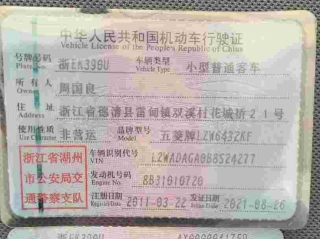 中华人民共和国机动车行驶证
Vehicle License of the People's Republic of China
号牌号码 浙EK390U 车辆类型 小型普通客车
Plate No. Vehicle Type
所有人 周国良
Owner
住址 浙江省德清县雷甸镇双溪村花城桥21号
Address
使用性质 非营运 品牌型号 五菱牌LZW6432KF
Use Character Model
浙江省湖州
市公安局交
通警察支队
车辆识别代号 LZWADAGA0B8524277
VIN
发动机号码 8B31010720
Engine No.
注册日期 2011-03-22 发证日期 2021-08-26
Register Date Issue Date